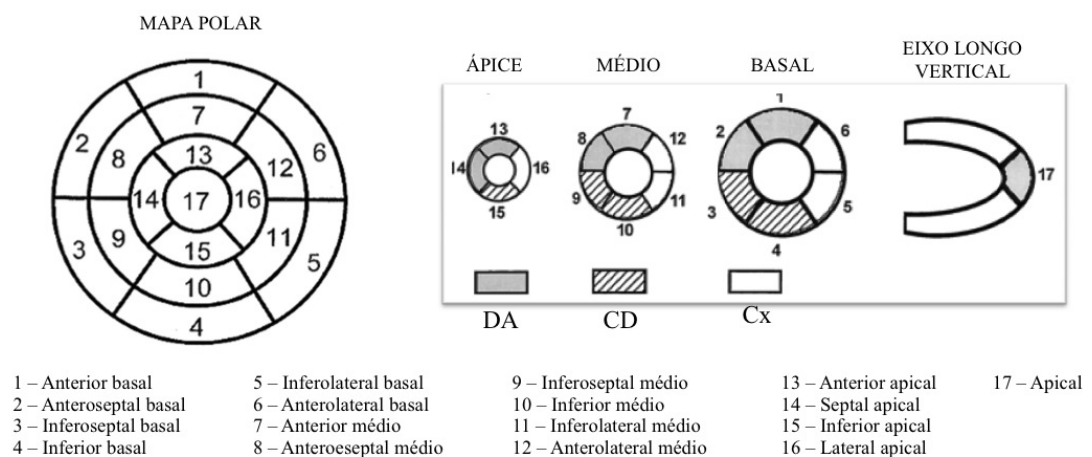 MAPA POLAR
1
2
7
6
8
13
12
14
17
16
3
9
15
11
5
10
4
ÁPICE
MÉDIO
BASAL
EIXO LONGO
VERTICAL
13
14
16
15
7
8
12
9
11
10
1
2
6
3
5
4
17
DA
CD
Cx
1 – Anterior basal
2 – Anteroseptal basal
3 – Inferoseptal basal
4 – Inferior basal
5 – Inferolateral basal
6 – Anterolateral basal
7 – Anterior médio
8 – Anteroeseptal médio
9 – Inferoseptal médio
10 – Inferior médio
11 – Inferolateral médio
12 – Anterolateral médio
13 – Anterior apical
14 – Septal apical
15 – Inferior apical
16 – Lateral apical
17 – Apical